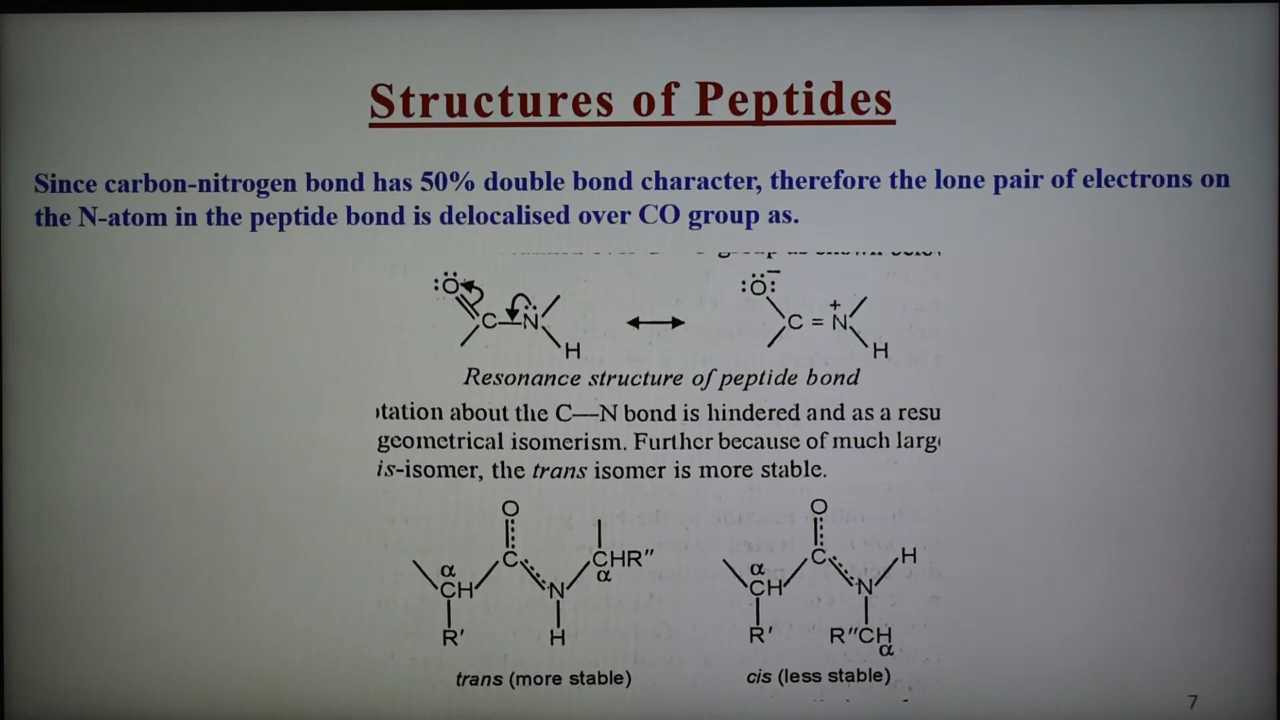 Structures of Peptides
Since carbon-nitrogen bond has 50% double bond character, therefore the lone pair of electrons on
the N-atom in the peptide bond is delocalised over CO group as.
:Ö C—N H ↔ :Ö:⁻ C = N⁺ H
Resonance structure of peptide bond
tation about the C—N bond is hindered and as a resu
geometrical isomerism. Further because of much larg
is-isomer, the trans isomer is more stable.
O O
C CHR″ C H
α α α
CH N CH N
R′ H R′ R″CH
α
trans (more stable) cis (less stable)
7